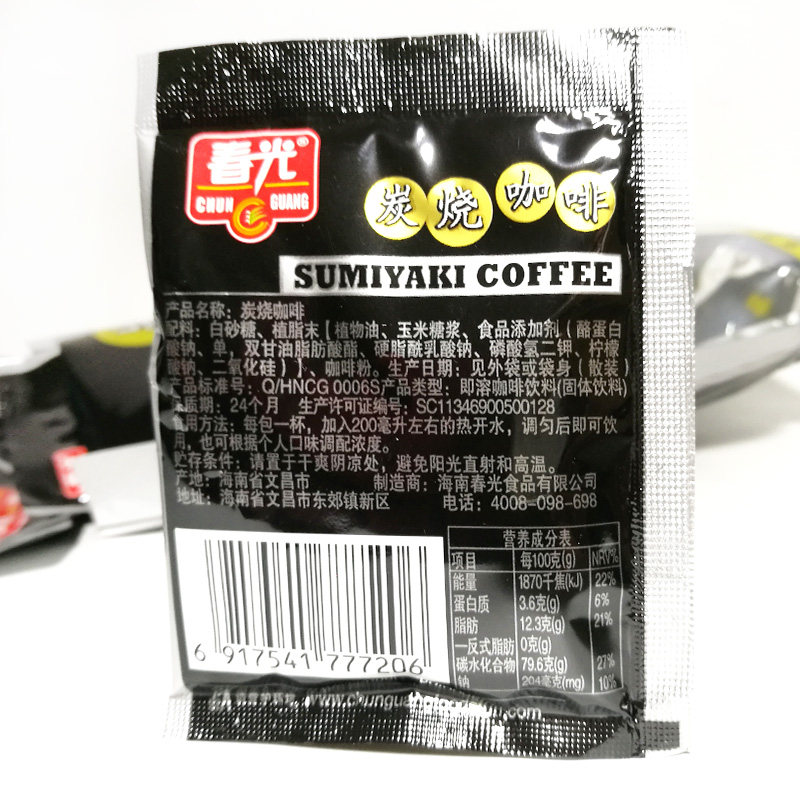 春光®
CHUN GUANG
炭烧咖啡
SUMIYAKI COFFEE
产品名称：炭烧咖啡
配料：白砂糖、植脂末【植物油、玉米糖浆、食品添加剂（酪蛋白
酸钠、单，双甘油脂肪酸酯、硬脂酰乳酸钠、磷酸氢二钾、柠檬
酸钠、二氧化硅）】、咖啡粉。生产日期：见外袋或袋身（散装）
产品标准号：Q/HNCG 0006S产品类型：即溶咖啡饮料(固体饮料)
保质期：24个月 生产许可证编号：SC11346900500128
食用方法：每包一杯，加入200毫升左右的热开水，调匀后即可饮
用，也可根据个人口味调配浓度。
贮存条件：请置于干爽阴凉处，避免阳光直射和高温。
产地：海南省文昌市 制造商：海南春光食品有限公司
地址：海南省文昌市东郊镇新区 电话：4008-098-698
营养成分表
项目 每100克(g) NRV%
能量 1870千焦(kJ) 22%
蛋白质 3.6克(g) 6%
脂肪 12.3克(g) 21%
—反式脂肪 0克(g)
碳水化合物 79.6克(g) 27%
钠 204毫克(mg) 10%
6 917541 777206